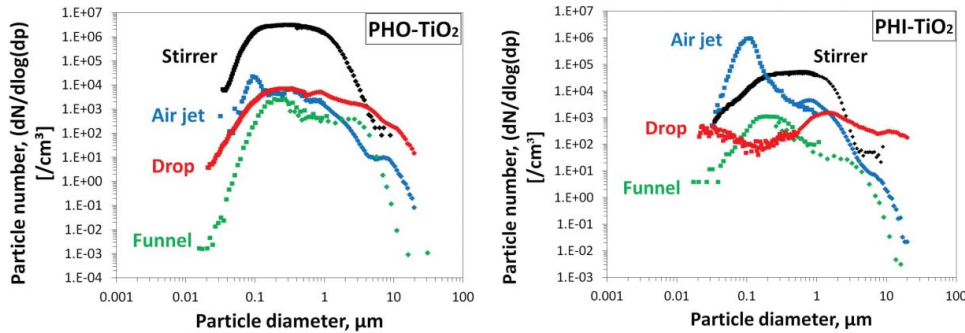 PHO-TiO₂
Particle number, (dN/dlog(dp)
[/cm³]
1.E+07
1.E+06
1.E+05
1.E+04
1.E+03
1.E+02
1.E+01
1.E+00
1.E-01
1.E-02
1.E-03
1.E-04
Stirrer
Air jet
Drop
Funnel
0.001 0.01 0.1 1 10 100
Particle diameter, µm
PHI-TiO₂
Particle number, (dN/dlog(dp)
[/cm³]
1.E+07
1.E+06
1.E+05
1.E+04
1.E+03
1.E+02
1.E+01
1.E+00
1.E-01
1.E-02
1.E-03
Air jet
Stirrer
Drop
Funnel
0.001 0.01 0.1 1 10 100
Particle diameter, µm